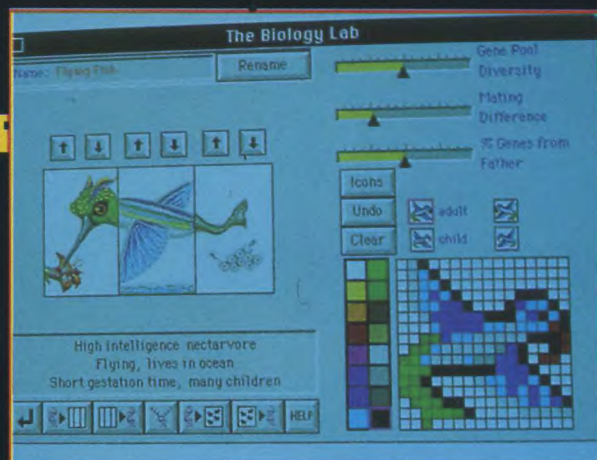 The Biology Lab
Name: Flying Fish
Rename
Gene Pool
Diversity
Mating
Difference
% Genes from
Father
Icons
Undo
Clear
adult
child
High intelligence nectarvore
Flying, lives in ocean
Short gestation time, many children
HELP